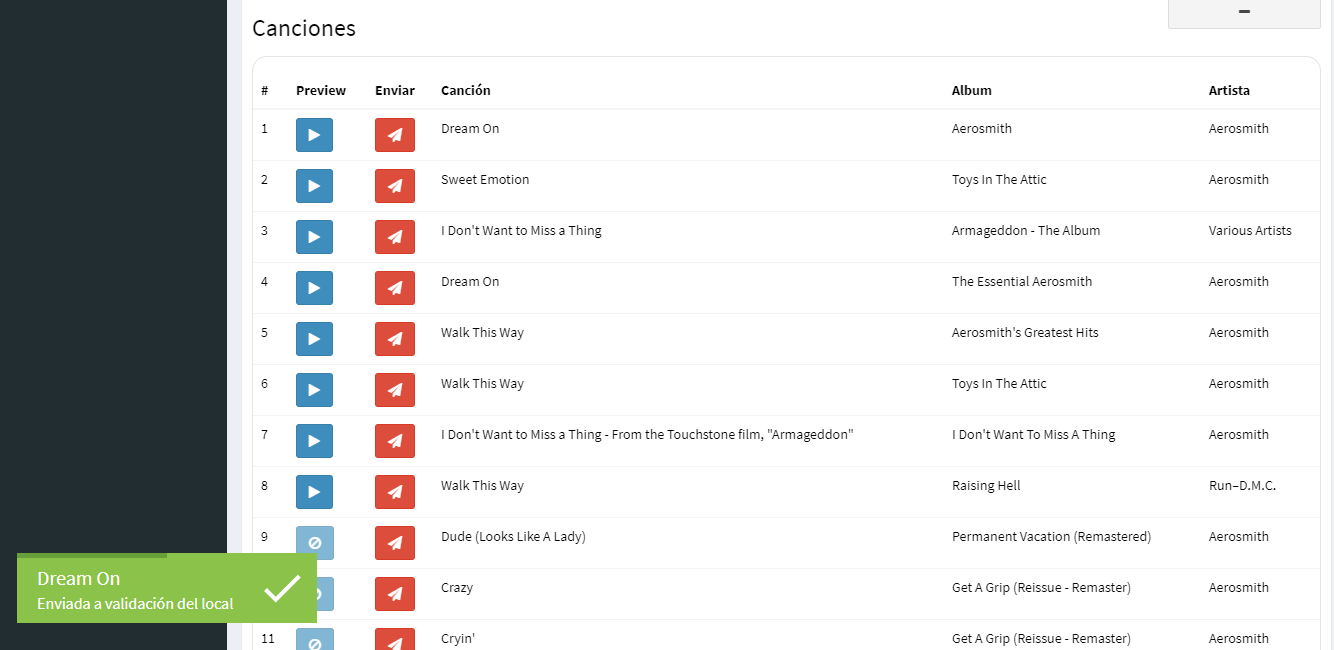 Canciones
# Preview Enviar Canción Album Artista
1 Dream On Aerosmith Aerosmith
2 Sweet Emotion Toys In The Attic Aerosmith
3 I Don't Want to Miss a Thing Armageddon - The Album Various Artists
4 Dream On The Essential Aerosmith Aerosmith
5 Walk This Way Aerosmith's Greatest Hits Aerosmith
6 Walk This Way Toys In The Attic Aerosmith
7 I Don't Want to Miss a Thing - From the Touchstone film, "Armageddon" I Don't Want To Miss A Thing Aerosmith
8 Walk This Way Raising Hell Run–D.M.C.
9 Dude (Looks Like A Lady) Permanent Vacation (Remastered) Aerosmith
Crazy Get A Grip (Reissue - Remaster) Aerosmith
11 Cryin' Get A Grip (Reissue - Remaster) Aerosmith
Dream On
Enviada a validación del local